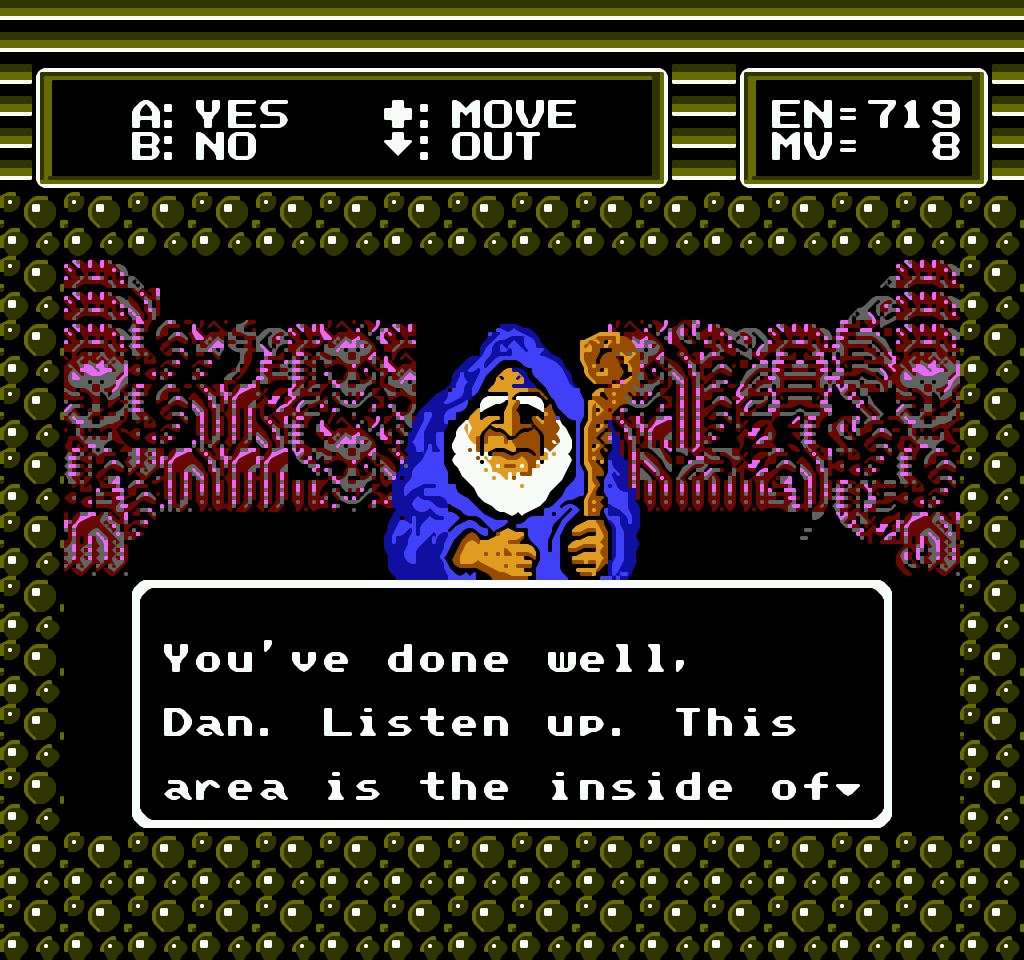 A: YES ✚: MOVE EN= 719
B: NO ▼: OUT MV= 8
You've done well,
Dan. Listen up. This
area is the inside of▼